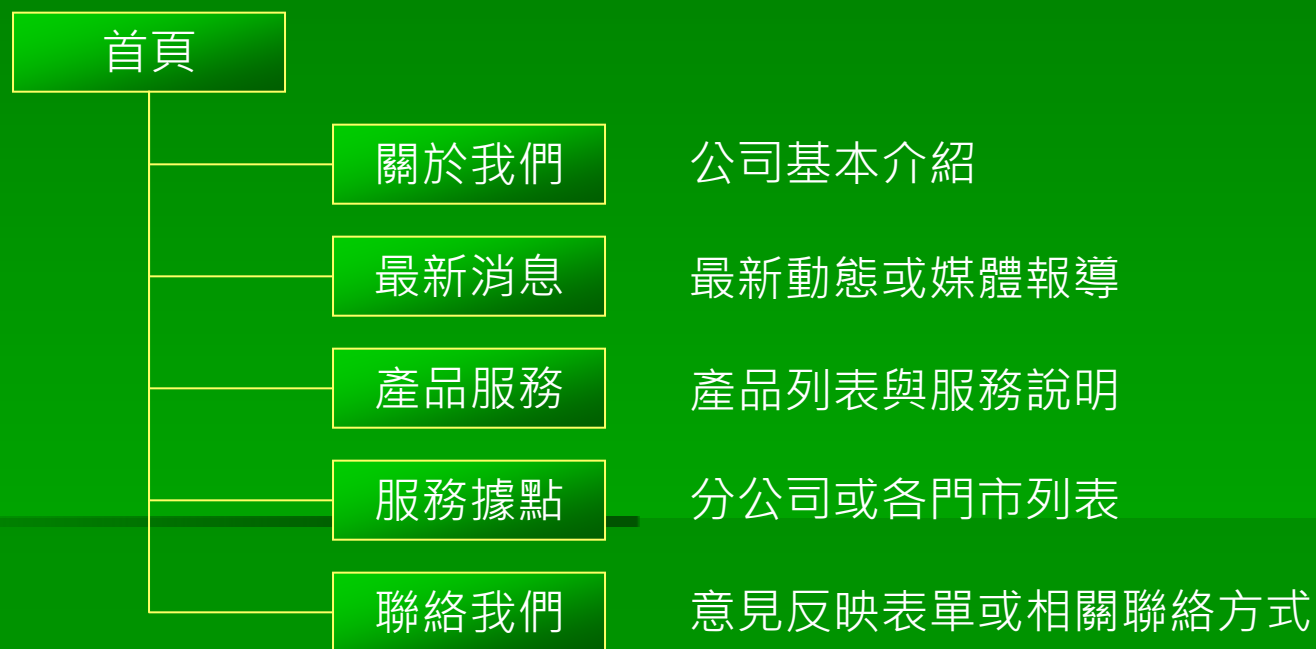 首頁
關於我們 公司基本介紹
最新消息 最新動態或媒體報導
產品服務 產品列表與服務說明
服務據點 分公司或各門市列表
聯絡我們 意見反映表單或相關聯絡方式